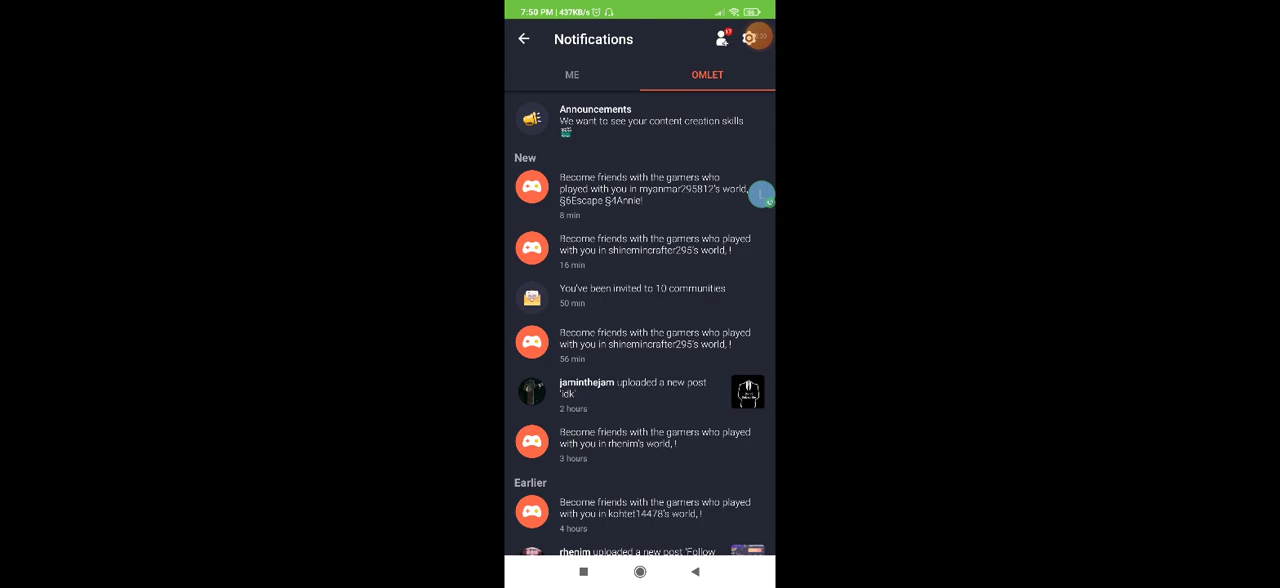 7:50 PM | 437KB/s
Notifications
17
ME
OMLET
Announcements
We want to see your content creation skills
New
Become friends with the gamers who
played with you in myanmar295812's world,
§6Escape §4Annie!
8 min
Become friends with the gamers who played
with you in shinemincrafter295's world, !
16 min
You've been invited to 10 communities
50 min
Become friends with the gamers who played
with you in shinemincrafter295's world, !
56 min
jaminthejam uploaded a new post
'idk'
2 hours
Become friends with the gamers who played
with you in rhenim's world, !
3 hours
Earlier
Become friends with the gamers who played
with you in kohtet14478's world, !
4 hours
rhenim uploaded a new post 'Follow